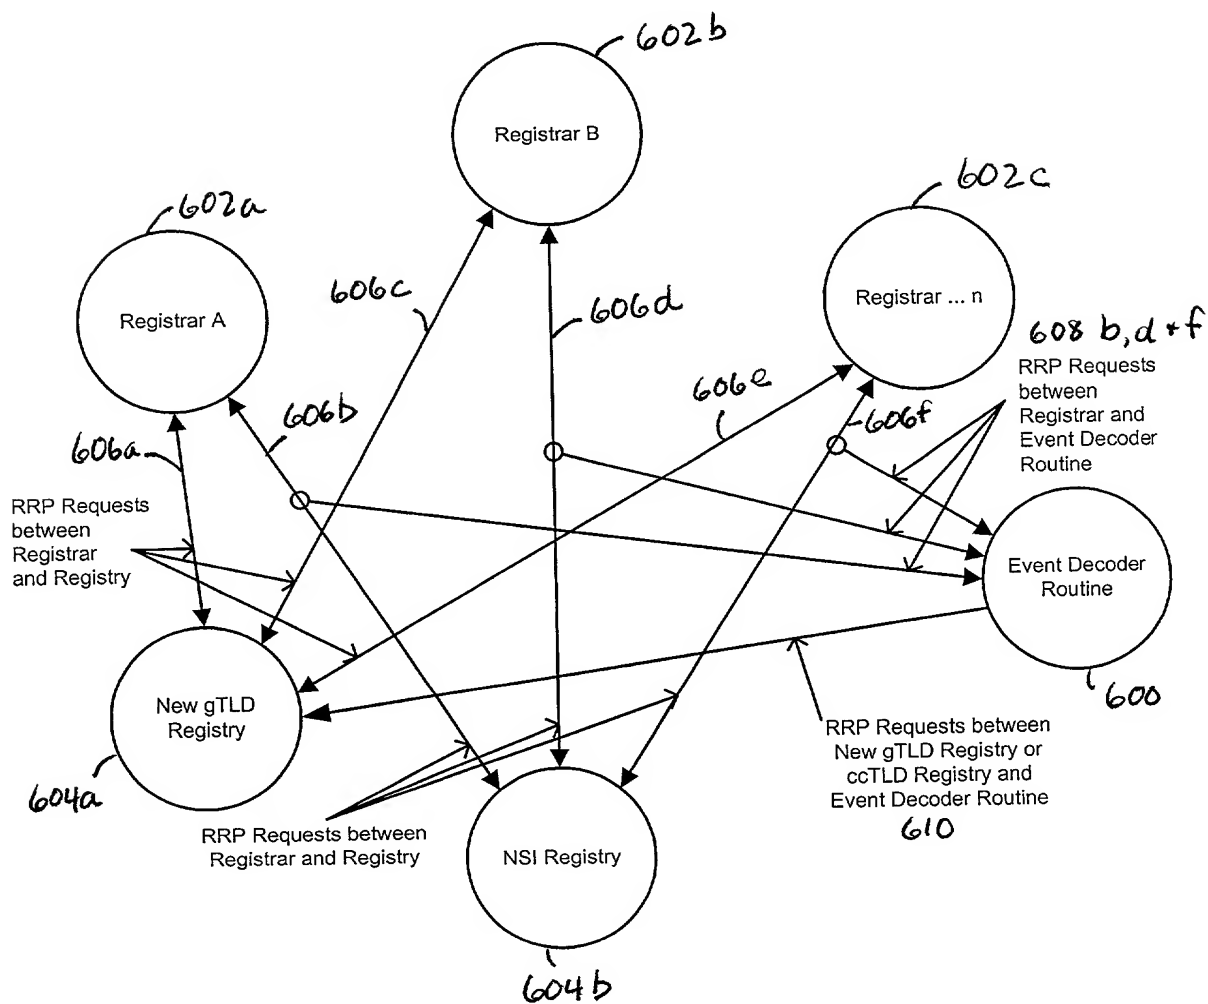 602b
Registrar B
602c
602a
Registrar ... n
606c
606d
Registrar A
608 b, d + f
RRP Requests
between
Registrar and
Event Decoder
Routine
606e
606b
606f
606a
RRP Requests
between
Registrar
and Registry
Event Decoder
Routine
600
New gTLD
Registry
RRP Requests between
New gTLD Registry or
ccTLD Registry and
Event Decoder Routine
610
604a
RRP Requests between
Registrar and Registry
NSI Registry
604b